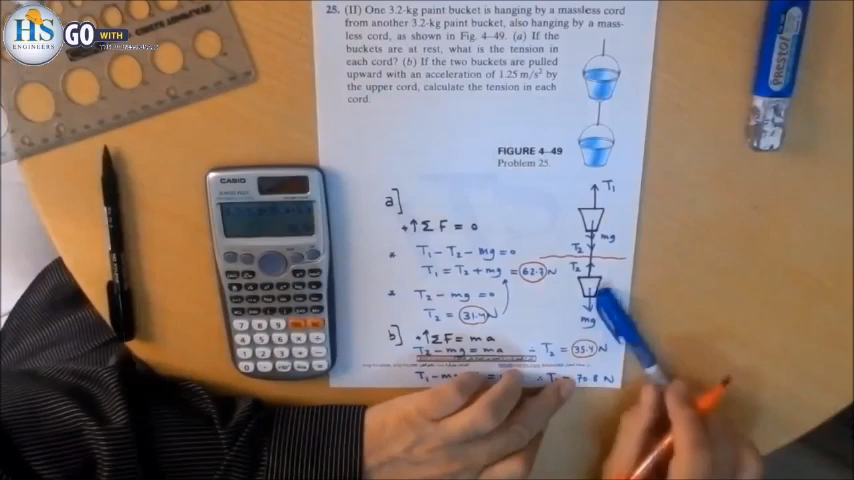 HS
ENGINEERS
GO WITH
25. (II) One 3.2-kg paint bucket is hanging by a massless cord
from another 3.2-kg paint bucket, also hanging by a mass-
less cord, as shown in Fig. 4–49. (a) If the
buckets are at rest, what is the tension in
each cord? (b) If the two buckets are pulled
upward with an acceleration of 1.25 m/s² by
the upper cord, calculate the tension in each
cord.
FIGURE 4–49
Problem 25.
CASIO
presto!
a]
+↑ΣF = 0
* T₁ - T₂ - mg = 0
T₁ = T₂ + mg = 62.7 N
* T₂ - mg = 0
T₂ = 31.4 N
b] +↑ΣF = ma
T₂ - mg = ma ∴ T₂ = 35.4 N
70.8 N
T₁
mg
T₂
T₂
mg